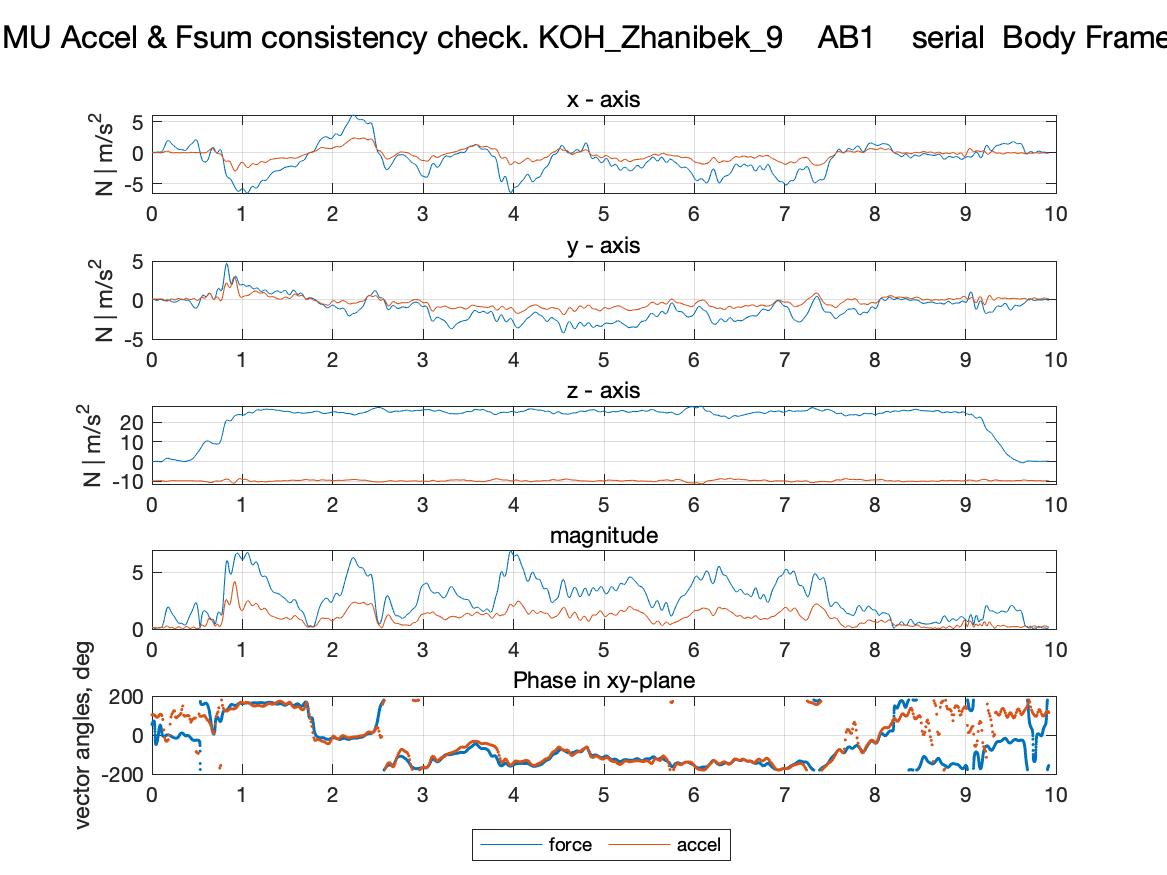 MU Accel & Fsum consistency check. KOH_Zhanibek_9 AB1 serial Body Frame
x - axis
N | m/s2
5
0
-5
0 1 2 3 4 5 6 7 8 9 10
y - axis
N | m/s2
5
0
-5
0 1 2 3 4 5 6 7 8 9 10
z - axis
N | m/s2
20
10
0
-10
0 1 2 3 4 5 6 7 8 9 10
magnitude
5
0
0 1 2 3 4 5 6 7 8 9 10
Phase in xy-plane
vector angles, deg
200
0
-200
0 1 2 3 4 5 6 7 8 9 10
force accel